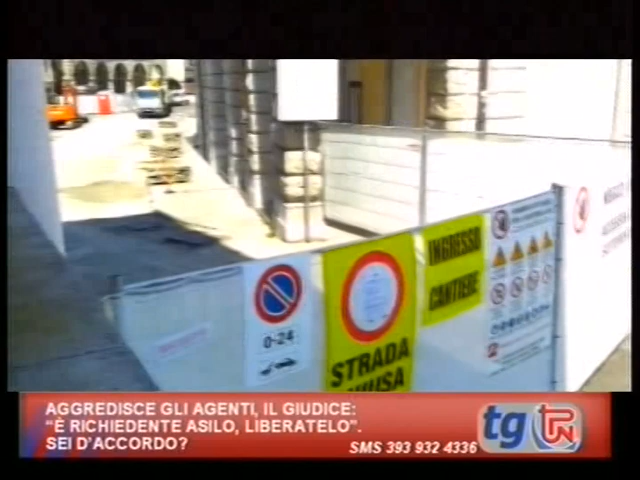 INGRESSO
CANTIERE
0-24
STRADA
CHIUSA
AGGREDISCE GLI AGENTI, IL GIUDICE:
“È RICHIEDENTE ASILO, LIBERATELO”.
SEI D’ACCORDO?
SMS 393 932 4336
tg TPN